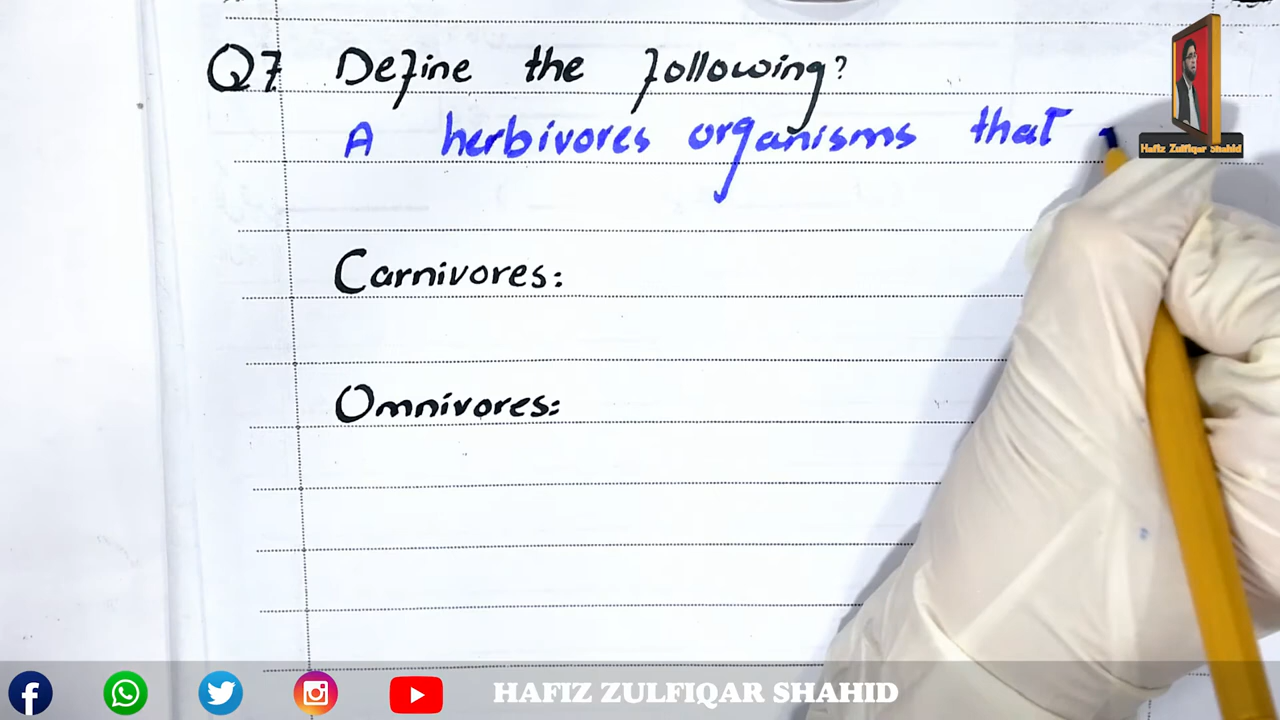 Q7 Define the following?
A herbivores organisms that
Hafiz Zulfiqar Shahid
Carnivores:
Omnivores:
HAFIZ ZULFIQAR SHAHID